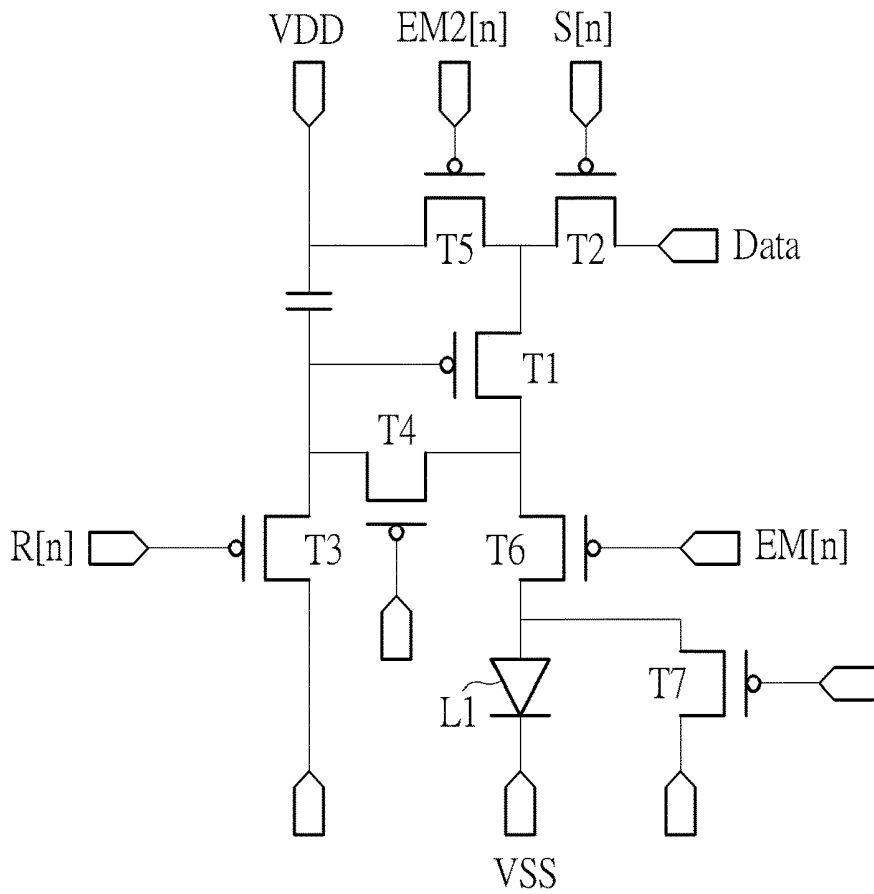 VDD
EM2[n]
S[n]
T5
T2
Data
T1
T4
R[n]
T3
T6
EM[n]
L1
T7
VSS